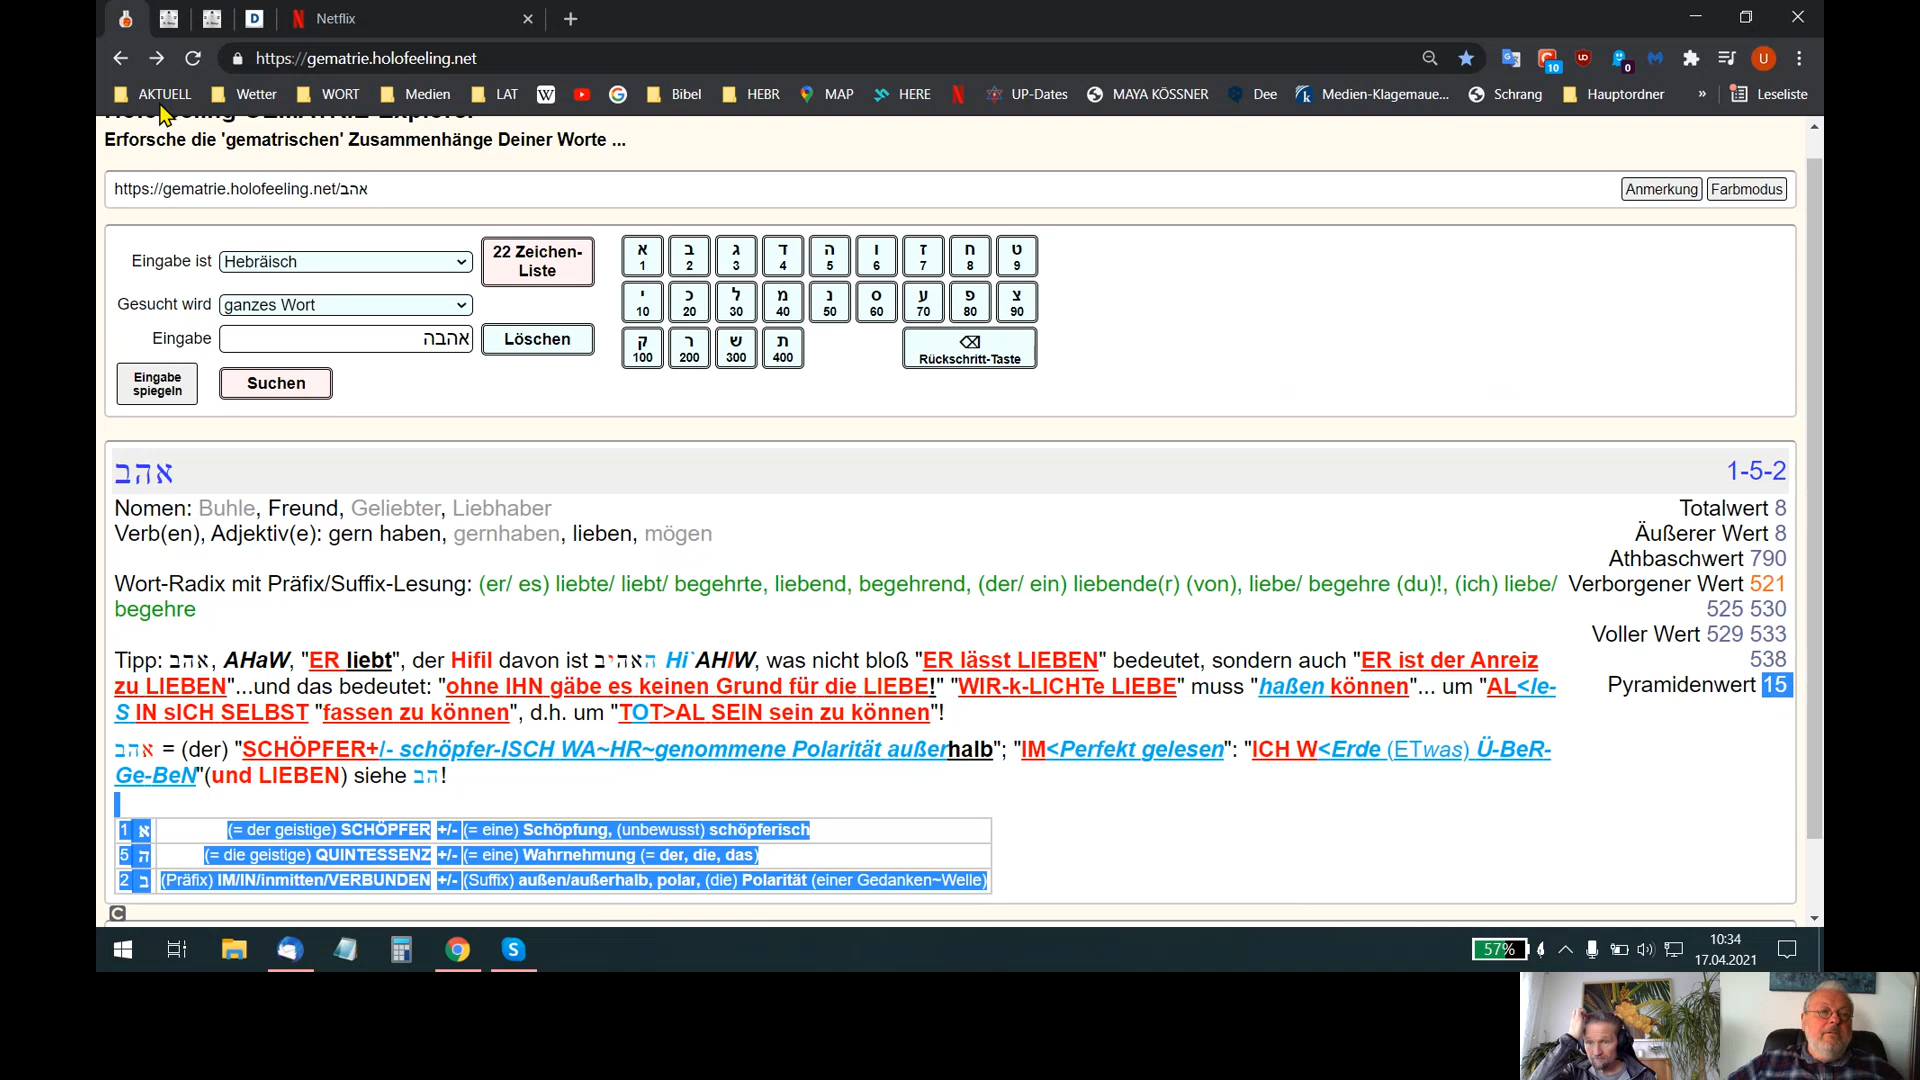 Netflix
https://gematrie.holofeeling.net
10
0
U
AKTUELL Wetter WORT Medien LAT W Bibel HEBR MAP HERE UP-Dates MAYA KÖSSNER Dee Medien-Klagemaue... Schrang Hauptordner » Leseliste
Erforsche die 'gematrischen' Zusammenhänge Deiner Worte ...
https://gematrie.holofeeling.net/אהב
Anmerkung Farbmodus
Eingabe ist Hebräisch
22 Zeichen-Liste
Gesucht wird ganzes Wort
Eingabe אהבה Löschen
Eingabe spiegeln Suchen
א 1 ב 2 ג 3 ד 4 ה 5 ו 6 ז 7 ח 8 ט 9
י 10 כ 20 ל 30 מ 40 נ 50 ס 60 ע 70 פ 80 צ 90
ק 100 ר 200 ש 300 ת 400 Rückschritt-Taste
אהב 1-5-2
Nomen: Buhle, Freund, Geliebter, Liebhaber
Verb(en), Adjektiv(e): gern haben, gernhaben, lieben, mögen
Wort-Radix mit Präfix/Suffix-Lesung: (er/ es) liebte/ liebt/ begehrte, liebend, begehrend, (der/ ein) liebende(r) (von), liebe/ begehre (du)!, (ich) liebe/
begehre
Totalwert 8
Äußerer Wert 8
Athbaschwert 790
Verborgener Wert 521
525 530
Voller Wert 529 533
538
Pyramidenwert 15
Tipp: אהב, AHaW, "ER liebt", der Hifil davon ist האהיב Hi`AHIW, was nicht bloß "ER lässt LIEBEN" bedeutet, sondern auch "ER ist der Anreiz
zu LIEBEN"...und das bedeutet: "ohne IHN gäbe es keinen Grund für die LIEBE!" "WIR-k-LICHTe LIEBE" muss "haßen können"... um "AL<le-
S IN sICH SELBST "fassen zu können", d.h. um "TOT>AL SEIN sein zu können"!
אהב = (der) "SCHÖPFER+/- schöpfer-ISCH WA~HR~genommene Polarität außerhalb"; "IM<Perfekt gelesen": "ICH W<Erde (ETwas) Ü-BeR-
Ge-BeN"(und LIEBEN) siehe הב!
1 א (= der geistige) SCHÖPFER +/- (= eine) Schöpfung, (unbewusst) schöpferisch
5 ה (= die geistige) QUINTESSENZ +/- (= eine) Wahrnehmung (= der, die, das)
2 ב (Präfix) IM/IN/inmitten/VERBUNDEN +/- (Suffix) außen/außerhalb, polar, (die) Polarität (einer Gedanken~Welle)
57%
10:34
17.04.2021